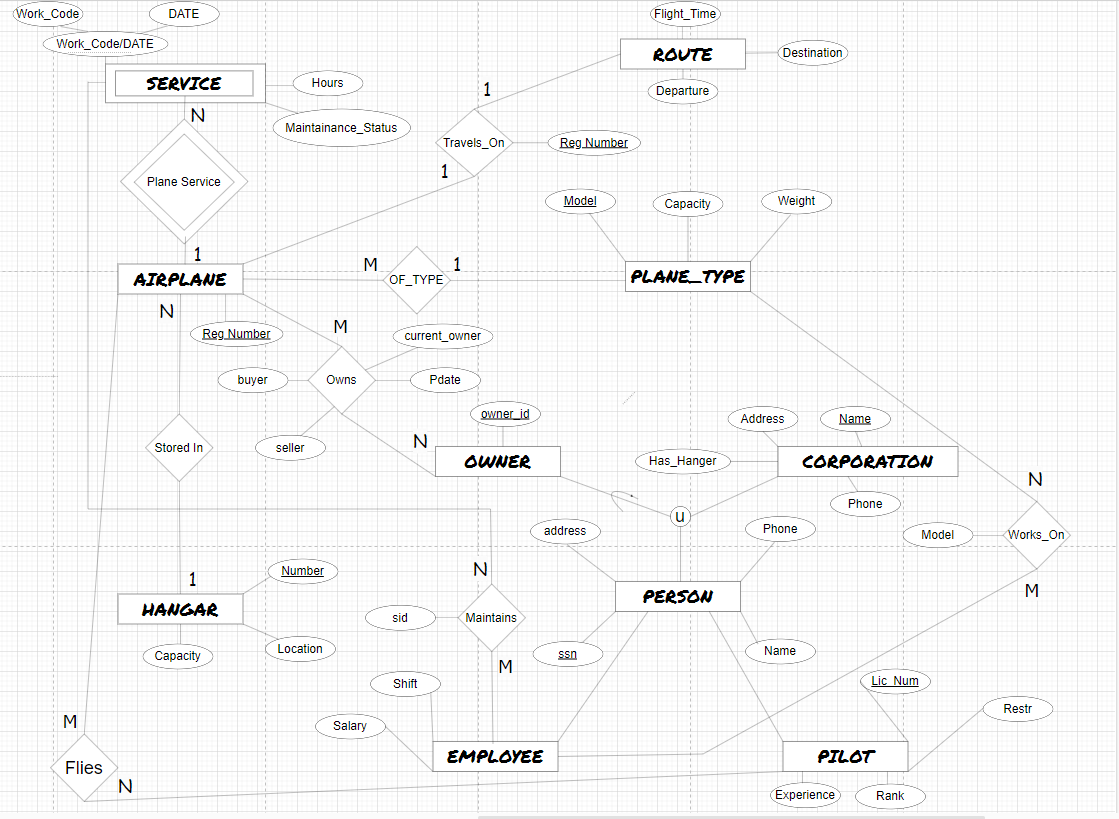 Work_Code
DATE
Flight_Time
Work_Code/DATE
ROUTE
Destination
SERVICE
Hours
1
Departure
N
Maintainance_Status
Travels_On
Reg Number
1
Plane Service
Model
Capacity
Weight
1
M
1
AIRPLANE
OF_TYPE
PLANE_TYPE
N
Reg Number
M
current_owner
buyer
Owns
Pdate
owner_id
Address
Name
Stored In
seller
N
OWNER
Has_Hanger
CORPORATION
N
Phone
u
address
Phone
Model
Works_On
Number
N
1
M
HANGAR
PERSON
sid
Maintains
Capacity
Location
ssn
Name
M
Shift
Lic_Num
Restr
M
Salary
EMPLOYEE
PILOT
Flies
N
Experience
Rank